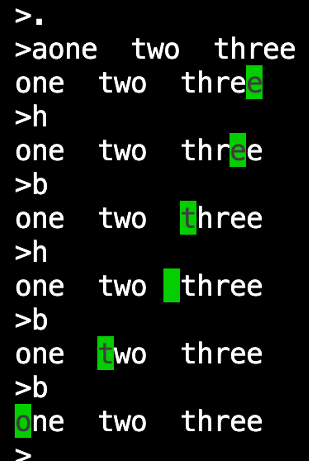 >.
>aone  two  three
one  two  three
>h
one  two  three
>b
one  two  three
>h
one  two  three
>b
one  two  three
>b
one  two  three
>